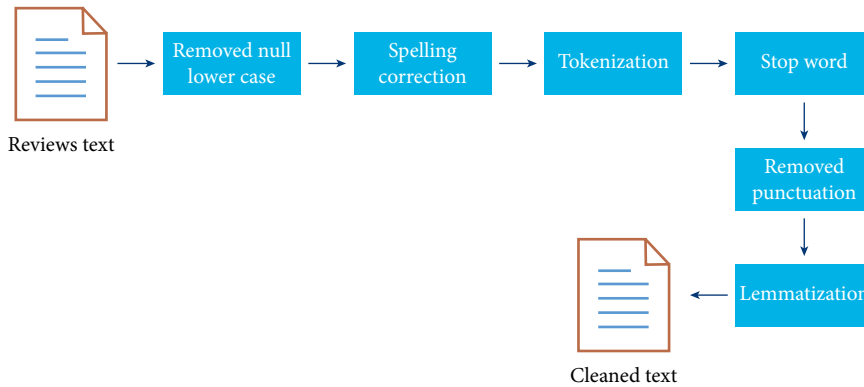 Reviews text
Removed null
lower case
Spelling
correction
Tokenization
Stop word
Removed
punctuation
Lemmatization
Cleaned text